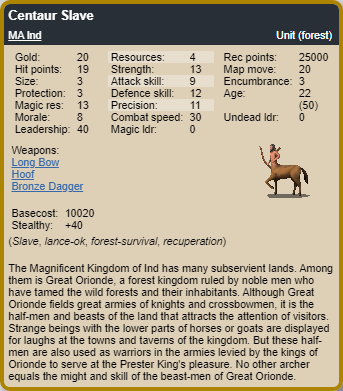 Centaur Slave
MA Ind Unit (forest)
Gold: 20 Resources: 4 Rec points: 25000
Hit points: 19 Strength: 13 Map move: 20
Size: 3 Attack skill: 9 Encumbrance: 3
Protection: 3 Defence skill: 12 Age: 22
Magic res: 13 Precision: 11 (50)
Morale: 8 Combat speed: 30 Undead ldr: 0
Leadership: 40 Magic ldr: 0
Weapons:
Long Bow
Hoof
Bronze Dagger
Basecost: 10020
Stealthy: +40
(Slave, lance-ok, forest-survival, recuperation)
The Magnificent Kingdom of Ind has many subservient lands. Among
them is Great Orionde, a forest kingdom ruled by noble men who
have tamed the wild forests and their inhabitants. Although Great
Orionde fields great armies of knights and crossbowmen, it is the
half-men and beasts of the land that attracts the attention of visitors.
Strange beings with the lower parts of horses or goats are displayed
for laughs at the towns and taverns of the kingdom. But these half-
men are also used as warriors in the armies levied by the kings of
Orionde to serve at the Prester King's pleasure. No other archer
equals the might and skill of the beast-men of Great Orionde.